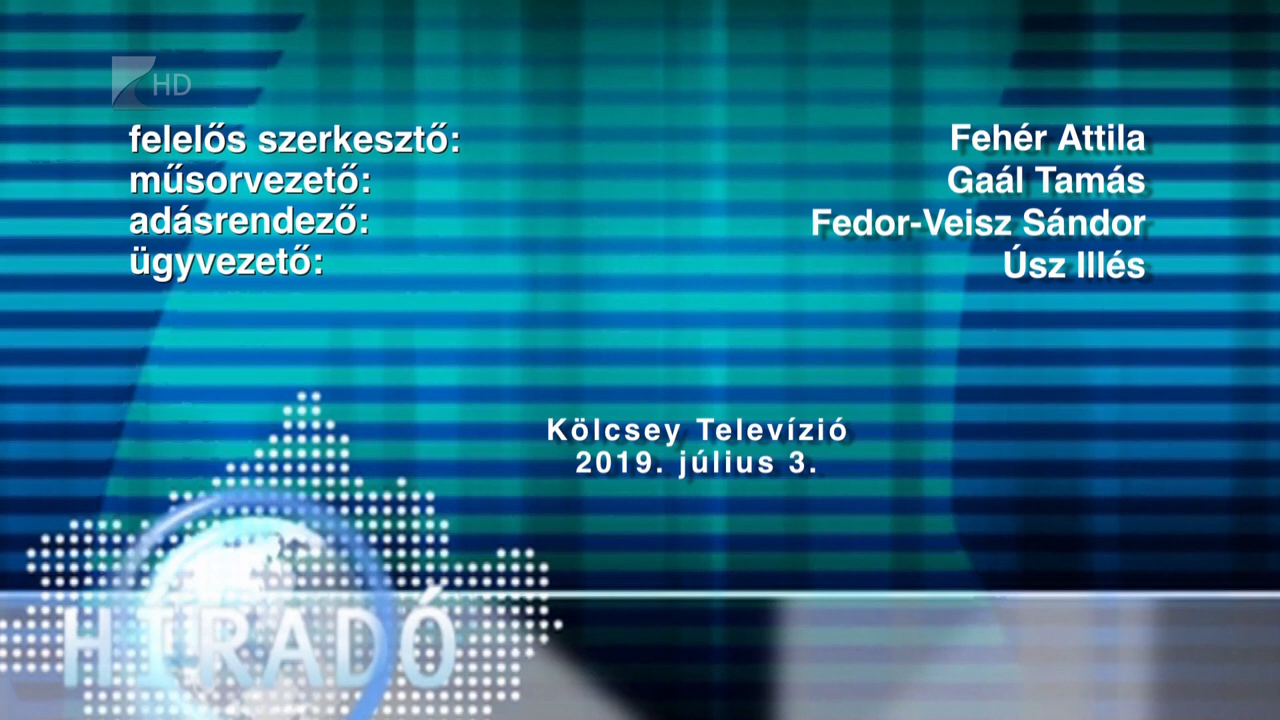 HD
felelős szerkesztő: Fehér Attila
műsorvezető: Gaál Tamás
adásrendező: Fedor-Veisz Sándor
ügyvezető: Úsz Illés
Kölcsey Televízió
2019. július 3.
HÍRADÓ